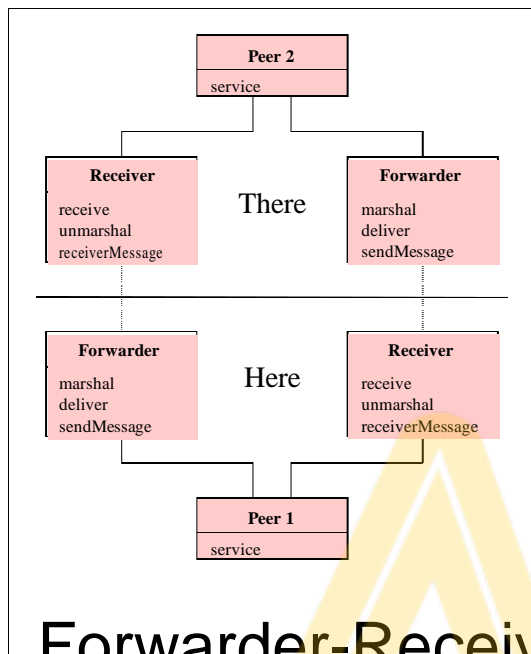 Peer 2
service
Receiver
receive
unmarshal
receiverMessage
There
Forwarder
marshal
deliver
sendMessage
Forwarder
marshal
deliver
sendMessage
Here
Receiver
receive
unmarshal
receiverMessage
Peer 1
service
Forwarder-Receiv